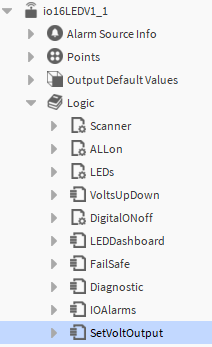 io16LEDV1_1
Alarm Source Info
Points
Output Default Values
Logic
Scanner
ALLon
LEDs
VoltsUpDown
DigitalONoff
LEDDashboard
FailSafe
Diagnostic
IOAlarms
SetVoltOutput